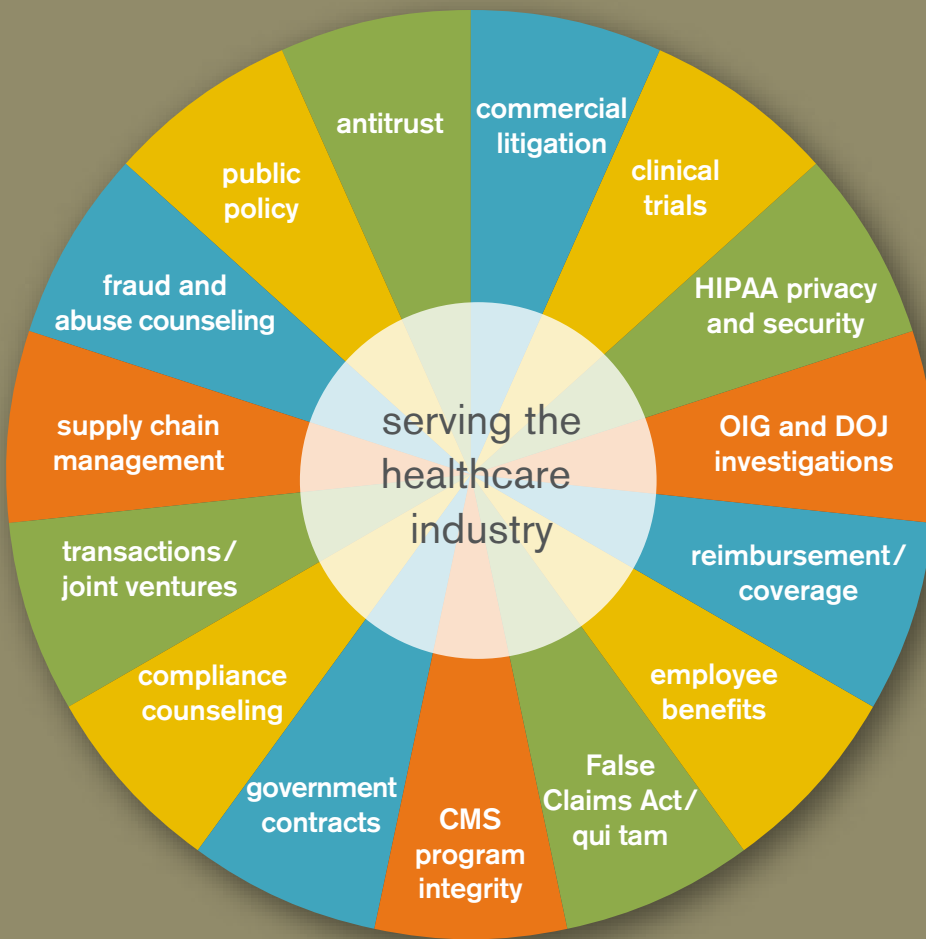 commercial
litigation
clinical
trials
HIPAA privacy
and security
OIG and DOJ
investigations
reimbursement/
coverage
employee
benefits
False
Claims Act/
qui tam
CMS
program
integrity
government
contracts
compliance
counseling
transactions/
joint ventures
supply chain
management
fraud and
abuse counseling
public
policy
antitrust
serving the
healthcare
industry